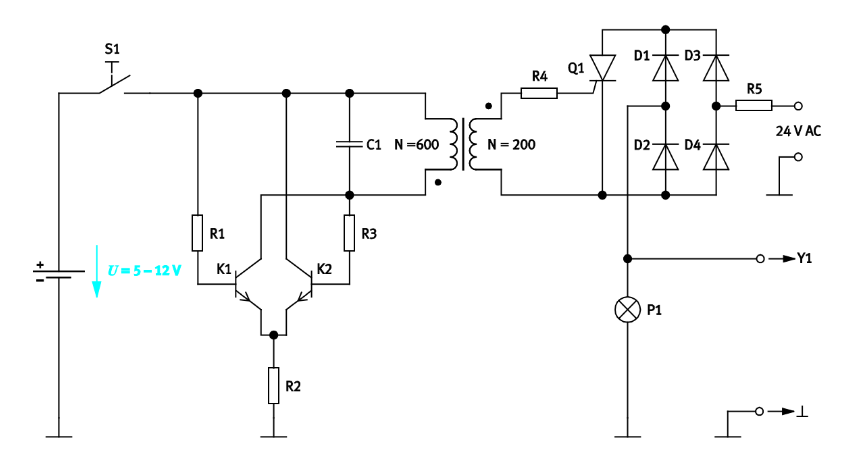 S1
Q1
D1
D3
R4
R5
C1
N =600
N = 200
24 V AC
D2
D4
R1
R3
+
U = 5 – 12 V
K1
K2
Y1
–
P1
R2
⊥